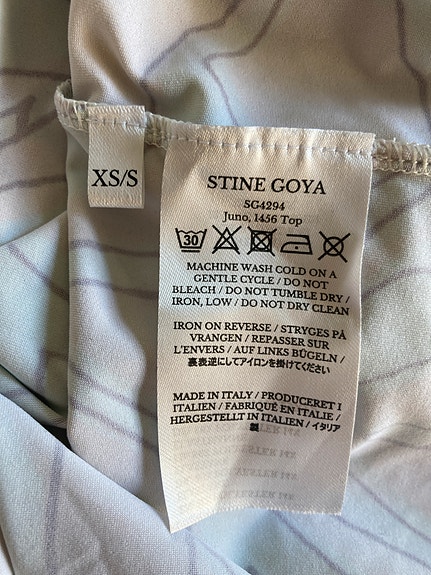 XS/S
STINE GOYA
SG4294
Juno, 1456 Top
30
MACHINE WASH COLD ON A
GENTLE CYCLE / DO NOT
BLEACH / DO NOT TUMBLE DRY /
IRON, LOW / DO NOT DRY CLEAN
IRON ON REVERSE / STRYGES PÅ
VRANGEN / REPASSER SUR
L'ENVERS / AUF LINKS BÜGELN /
裏表逆にしてアイロンを掛けてください
MADE IN ITALY / PRODUCERET I
ITALIEN / FABRIQUÉ EN ITALIE /
HERGESTELLT IN ITALIEN / イタリア
製